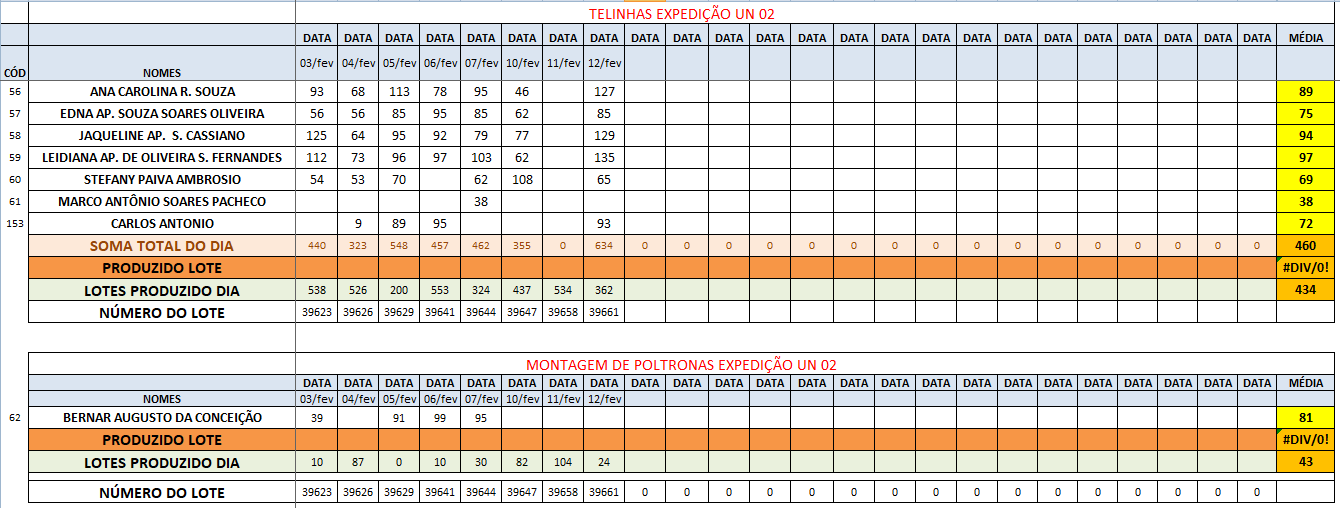 TELINHAS EXPEDIÇÃO UN 02
DATA DATA DATA DATA DATA DATA DATA DATA DATA DATA DATA DATA DATA DATA DATA DATA DATA DATA DATA DATA DATA DATA DATA MÉDIA
CÓD NOMES 03/fev 04/fev 05/fev 06/fev 07/fev 10/fev 11/fev 12/fev
56 ANA CAROLINA R. SOUZA 93 68 113 78 95 46 127 89
57 EDNA AP. SOUZA SOARES OLIVEIRA 56 56 85 95 85 62 85 75
58 JAQUELINE AP. S. CASSIANO 125 64 95 92 79 77 129 94
59 LEIDIANA AP. DE OLIVEIRA S. FERNANDES 112 73 96 97 103 62 135 97
60 STEFANY PAIVA AMBROSIO 54 53 70 62 108 65 69
61 MARCO ANTÔNIO SOARES PACHECO 38 38
153 CARLOS ANTONIO 9 89 95 93 72
SOMA TOTAL DO DIA 440 323 548 457 462 355 0 634 0 0 0 0 0 0 0 0 0 0 0 0 0 0 0 460
PRODUZIDO LOTE #DIV/0!
LOTES PRODUZIDO DIA 538 526 200 553 324 437 534 362 434
NÚMERO DO LOTE 39623 39626 39629 39641 39644 39647 39658 39661
MONTAGEM DE POLTRONAS EXPEDIÇÃO UN 02
DATA DATA DATA DATA DATA DATA DATA DATA DATA DATA DATA DATA DATA DATA DATA DATA DATA DATA DATA DATA DATA DATA DATA MÉDIA
NOMES 03/fev 04/fev 05/fev 06/fev 07/fev 10/fev 11/fev 12/fev
62 BERNAR AUGUSTO DA CONCEIÇÃO 39 91 99 95 81
PRODUZIDO LOTE #DIV/0!
LOTES PRODUZIDO DIA 10 87 0 10 30 82 104 24 43
NÚMERO DO LOTE 39623 39626 39629 39641 39644 39647 39658 39661 0 0 0 0 0 0 0 0 0 0 0 0 0 0 0